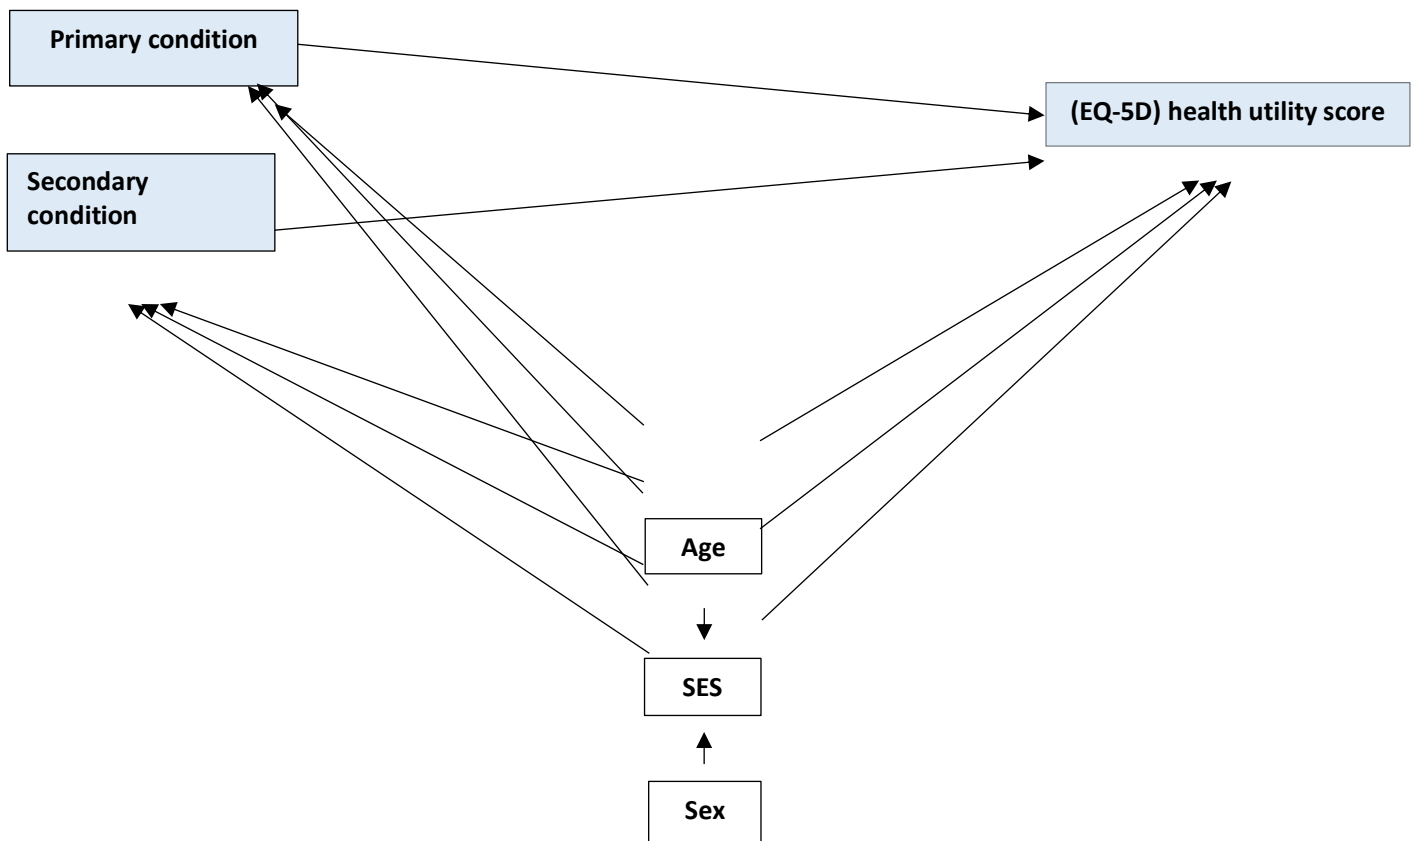 Primary condition
(EQ-5D) health utility score
Secondary
condition
Age
SES
Sex